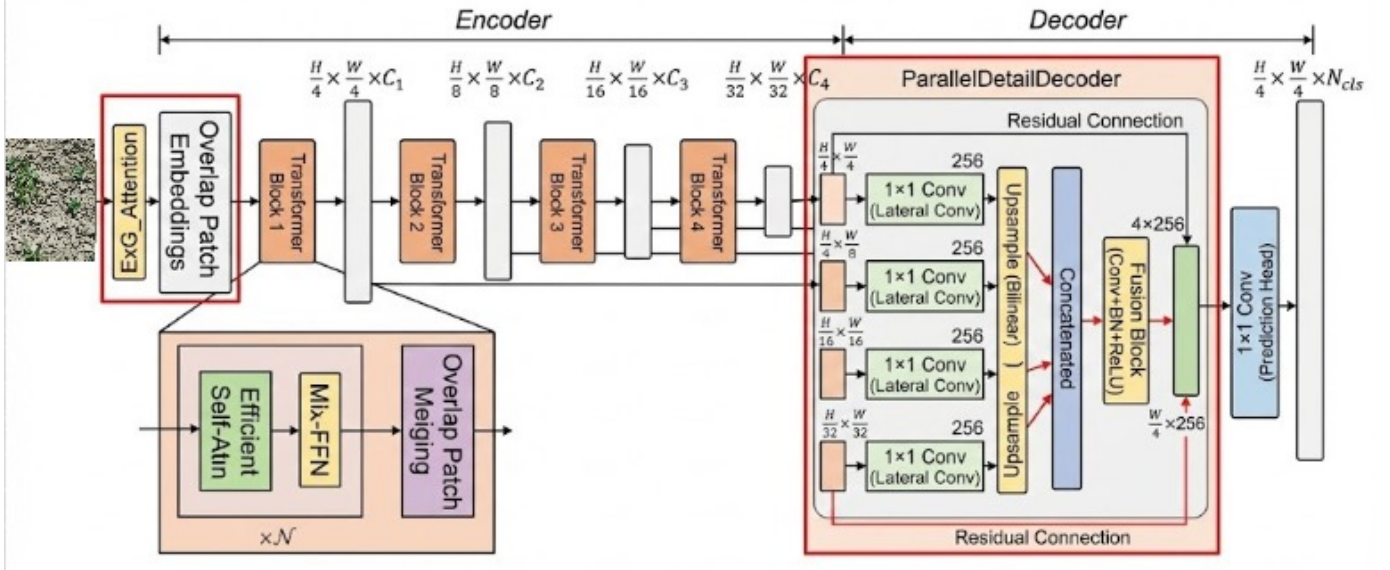 Encoder
Decoder
H/4 × W/4 ×C₁
H/8 × W/8 ×C₂
H/16 × W/16 ×C₃
H/32 × W/32 ×C₄
H/4 × W/4 × N_cls
ExG_Attention
Overlap Patch
Embeddings
Transformer
Block 1
Transformer
Block 2
Transformer
Block 3
Transformer
Block 4
Efficient
Self-Atın
Mix-FFN
Overlap Patch
Meiging
×N
ParallelDetailDecoder
Residual Connection
H/4 × W/4
256
1×1 Conv
(Lateral Conv)
H/4 × W/8
256
1×1 Conv
(Lateral Conv)
H/16 × W/16
256
1×1 Conv
(Lateral Conv)
H/32 × W/32
256
1×1 Conv
(Lateral Conv)
Upsample (Bilinear) )
Upsample
Concatenated
Fusion Block
(Conv+BN+ReLU)
4×256
W/4 ×256
Residual Connection
1×1 Conv
(Prediction Head)